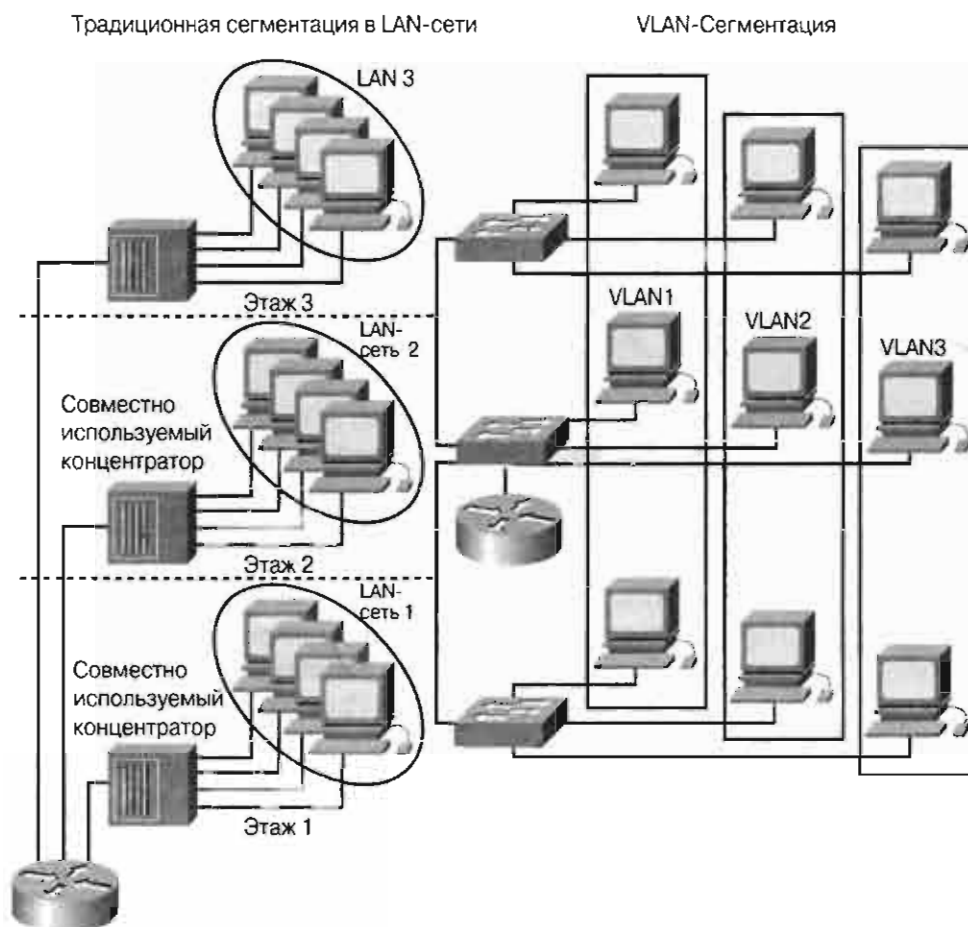 Традиционная сегментация в LAN-сети
VLAN-Сегментация
LAN 3
Этаж 3
LAN-
сеть 2
Совместно
используемый
концентратор
Этаж 2
LAN-
сеть 1
Совместно
используемый
концентратор
Этаж 1
VLAN1
VLAN2
VLAN3